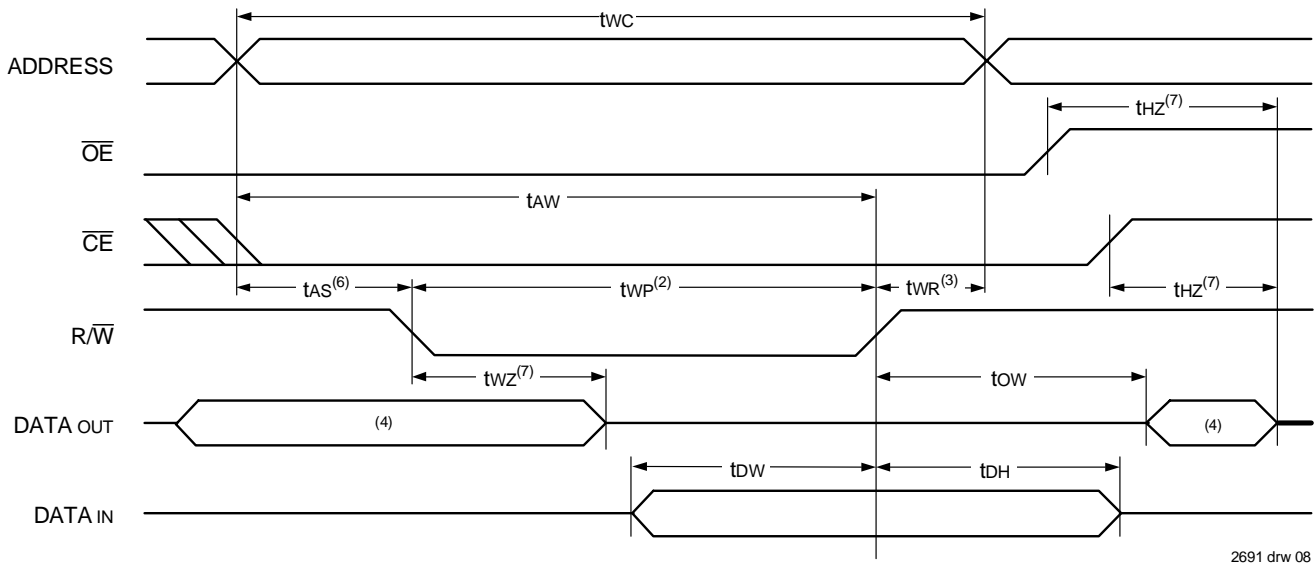 tWC
ADDRESS
tHZ(7)
OE
tAW
CE
tAS(6) tWP(2) tWR(3) tHZ(7)
R/W
tWZ(7) tOW
DATA OUT (4) (4)
tDW tDH
DATA IN
2691 drw 08